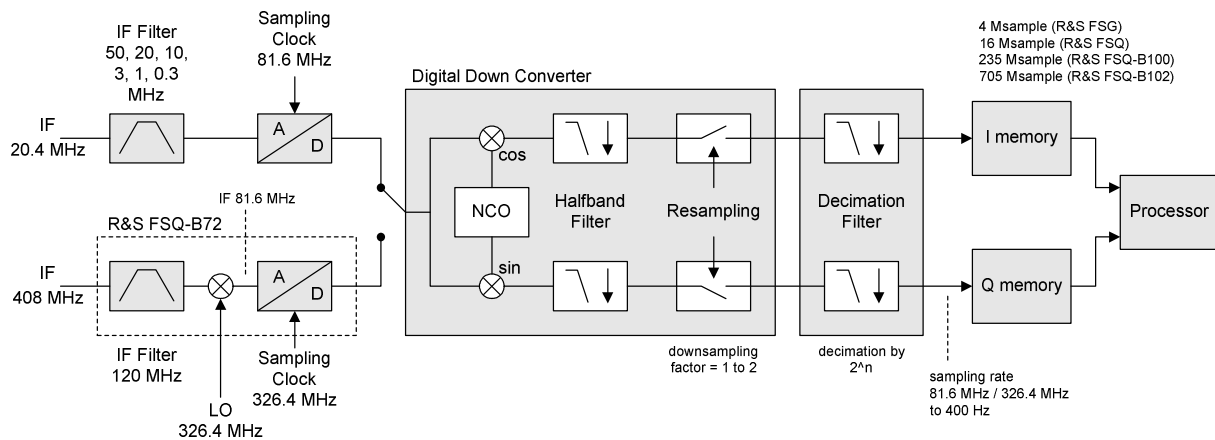 IF Filter
50, 20, 10,
3, 1, 0.3
MHz
Sampling
Clock
81.6 MHz
IF
20.4 MHz
A
D
IF 81.6 MHz
R&S FSQ-B72
IF
408 MHz
A
D
IF Filter
120 MHz
LO
326.4 MHz
Sampling
Clock
326.4 MHz
Digital Down Converter
cos
NCO
sin
Halfband
Filter
Resampling
downsampling
factor = 1 to 2
Decimation
Filter
decimation by
2^n
4 Msample (R&S FSG)
16 Msample (R&S FSQ)
235 Msample (R&S FSQ-B100)
705 Msample (R&S FSQ-B102)
I memory
Q memory
Processor
sampling rate
81.6 MHz / 326.4 MHz
to 400 Hz